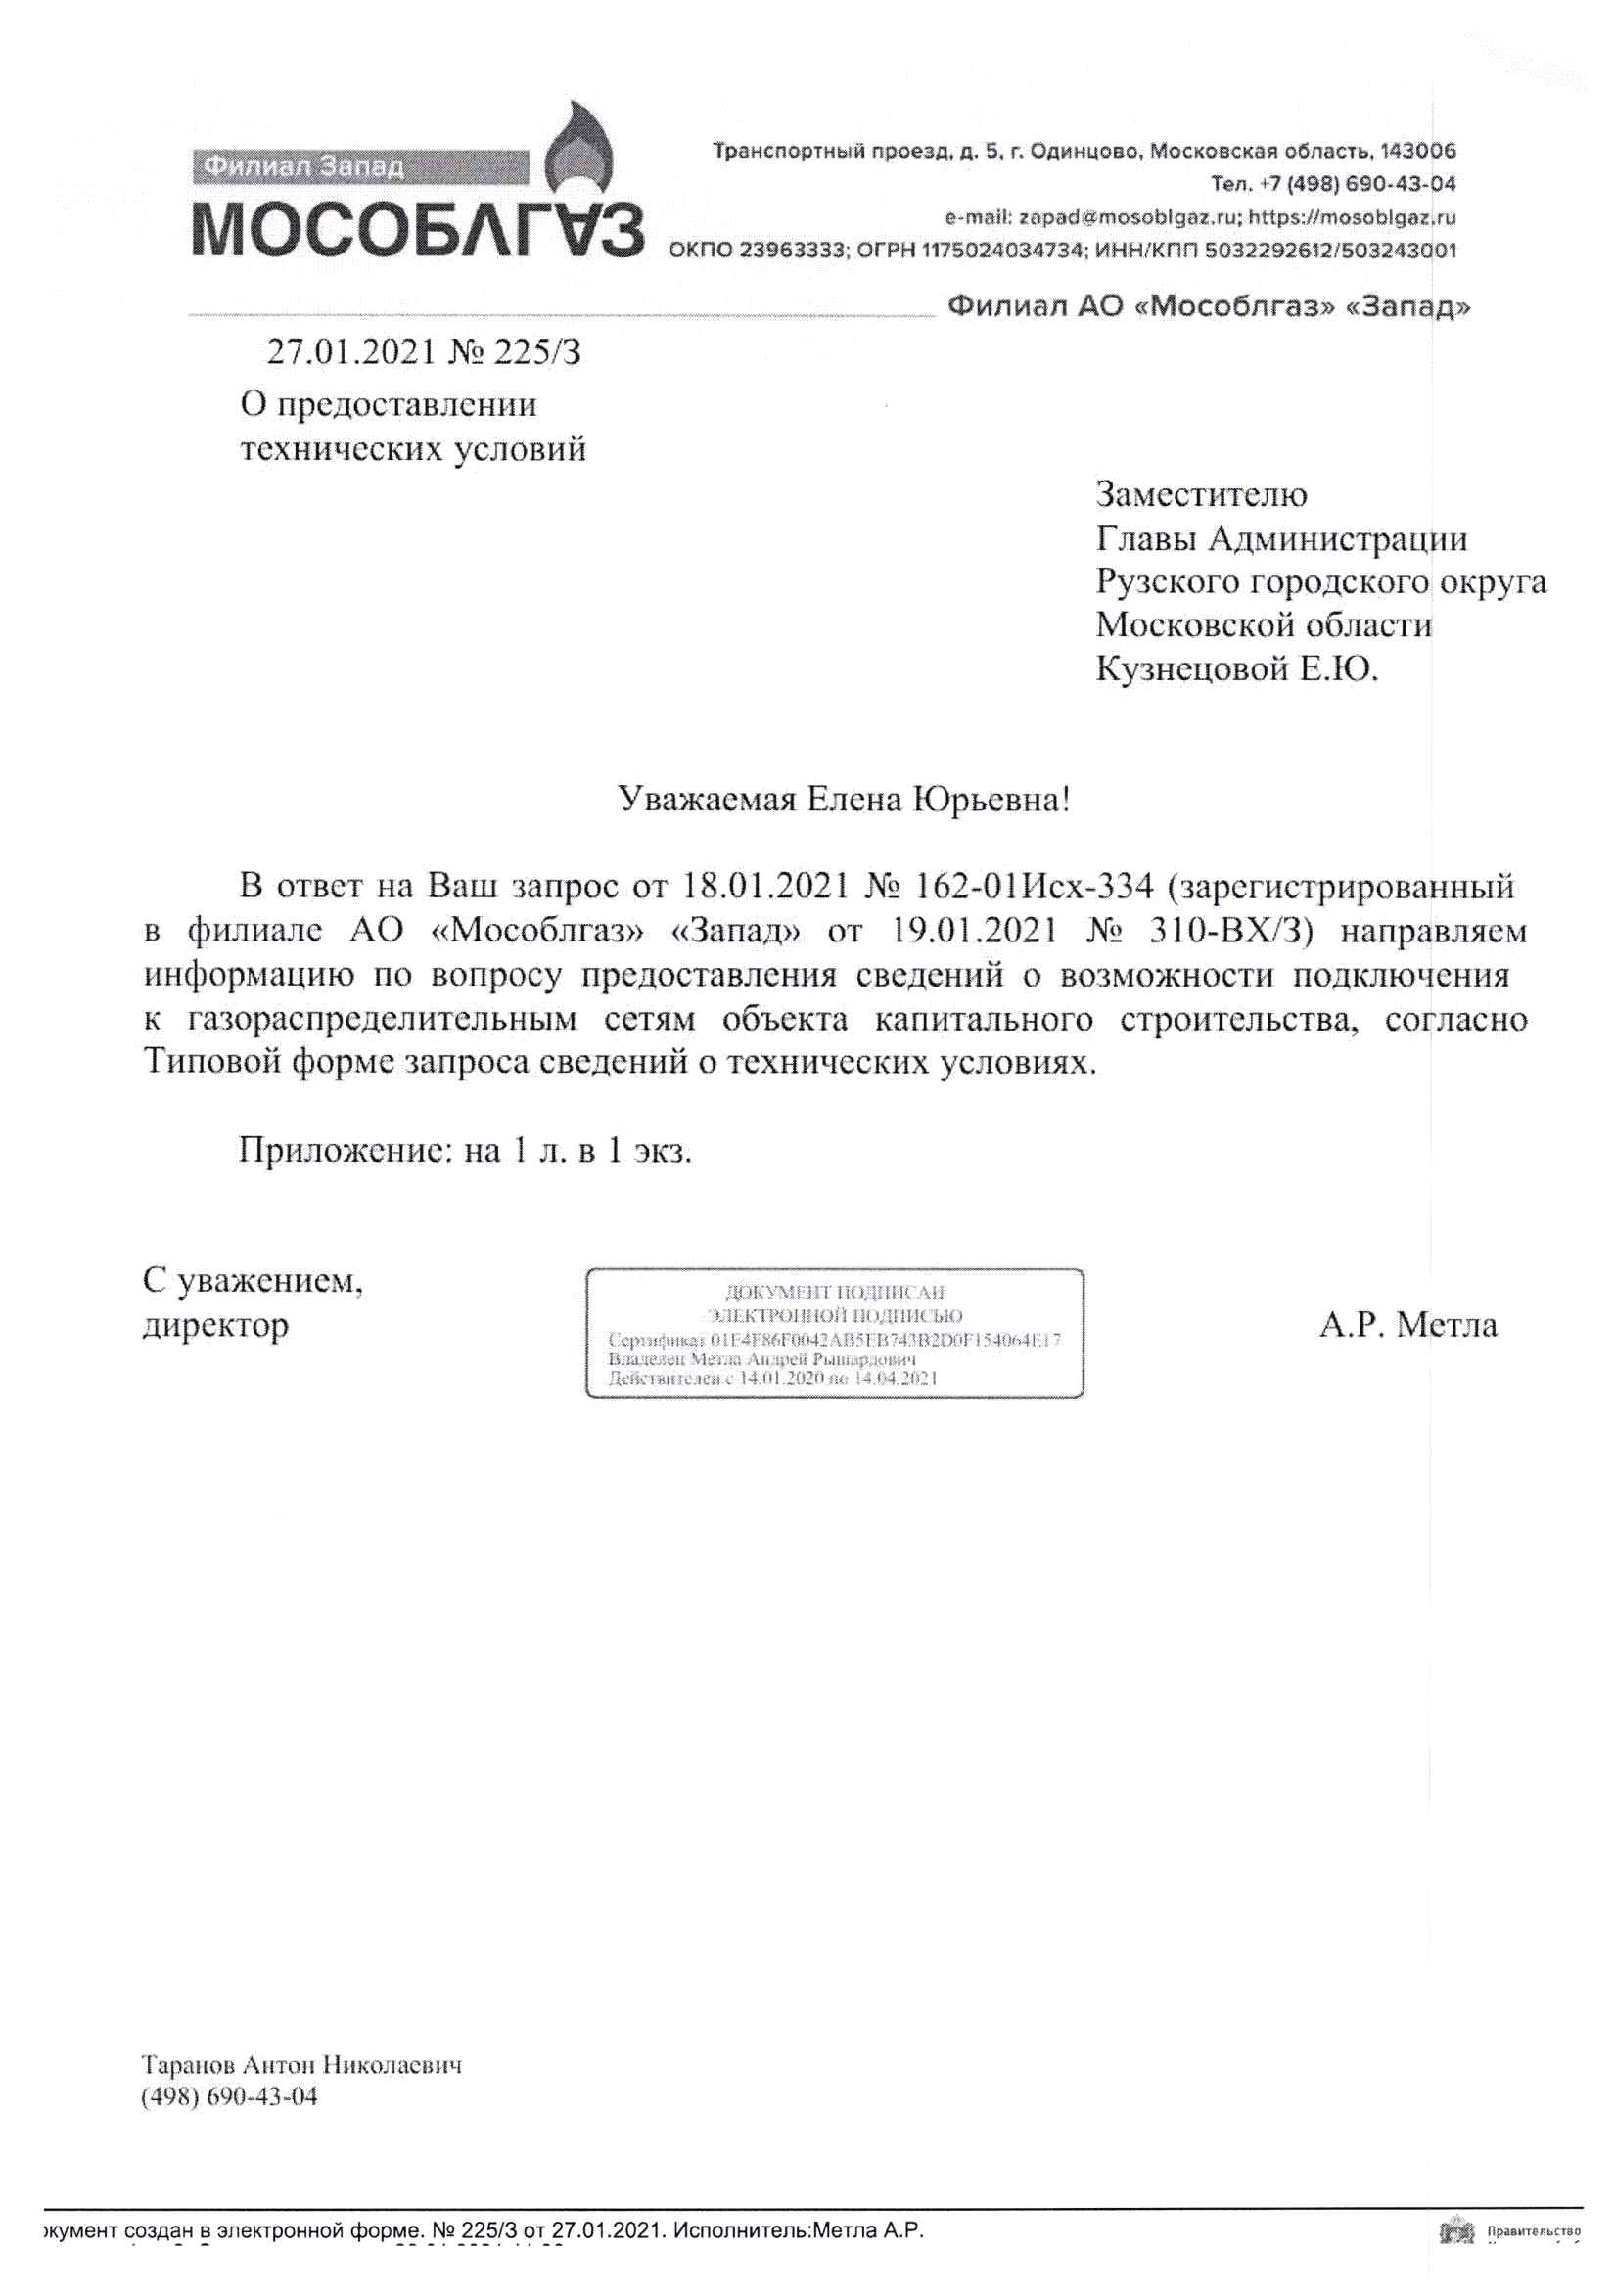 Филиал Запад
МОСОБЛГАЗ
Транспортный проезд, д. 5, г. Одинцово, Московская область, 143006
Тел. +7 (498) 690-43-04
e-mail: zapad@mosoblgaz.ru; https://mosoblgaz.ru
ОКПО 23963333; ОГРН 1175024034734; ИНН/КПП 5032292612/503243001
Филиал АО «Мособлгаз» «Запад»
27.01.2021 № 225/З
О предоставлении
технических условий
Заместителю
Главы Администрации
Рузского городского округа
Московской области
Кузнецовой Е.Ю.
Уважаемая Елена Юрьевна!
В ответ на Ваш запрос от 18.01.2021 № 162-01Исх-334 (зарегистрированный
в филиале АО «Мособлгаз» «Запад» от 19.01.2021 № 310-ВХ/З) направляем
информацию по вопросу предоставления сведений о возможности подключения
к газораспределительным сетям объекта капитального строительства, согласно
Типовой форме запроса сведений о технических условиях.
Приложение: на 1 л. в 1 экз.
С уважением,
директор
ДОКУМЕНТ ПОДПИСАН
ЭЛЕКТРОННОЙ ПОДПИСЬЮ
Сертификат 01E4F86F0042AB5EB743B2D0F154064E17
Владелец Метла Андрей Рышардович
Действителен с 14.01.2020 по 14.04.2021
А.Р. Метла
Таранов Антон Николаевич
(498) 690-43-04
окумент создан в электронной форме. № 225/З от 27.01.2021. Исполнитель:Метла А.Р.
Правительство